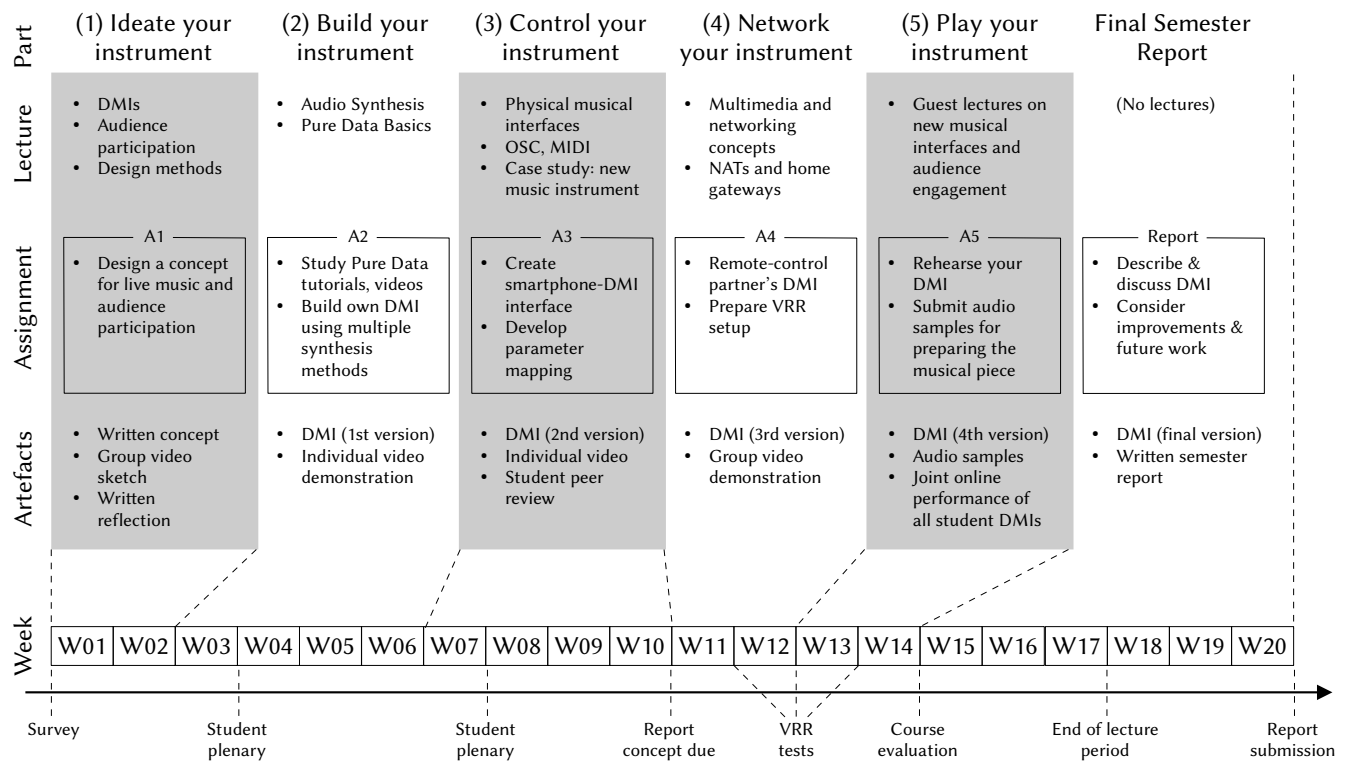 Part
(1) Ideate your
instrument
(2) Build your
instrument
(3) Control your
instrument
(4) Network
your instrument
(5) Play your
instrument
Final Semester
Report
Lecture
• DMIs
• Audience
participation
• Design methods
• Audio Synthesis
• Pure Data Basics
• Physical musical
interfaces
• OSC, MIDI
• Case study: new
music instrument
• Multimedia and
networking
concepts
• NATs and home
gateways
• Guest lectures on
new musical
interfaces and
audience
engagement
(No lectures)
Assignment
A1
• Design a concept
for live music and
audience
participation
A2
• Study Pure Data
tutorials, videos
• Build own DMI
using multiple
synthesis
methods
A3
• Create
smartphone-DMI
interface
• Develop
parameter
mapping
A4
• Remote-control
partner's DMI
• Prepare VRR
setup
A5
• Rehearse your
DMI
• Submit audio
samples for
preparing the
musical piece
Report
• Describe &
discuss DMI
• Consider
improvements &
future work
Artefacts
• Written concept
• Group video
sketch
• Written
reflection
• DMI (1st version)
• Individual video
demonstration
• DMI (2nd version)
• Individual video
• Student peer
review
• DMI (3rd version)
• Group video
demonstration
• DMI (4th version)
• Audio samples
• Joint online
performance of
all student DMIs
• DMI (final version)
• Written semester
report
Week
W01 W02 W03 W04 W05 W06 W07 W08 W09 W10 W11 W12 W13 W14 W15 W16 W17 W18 W19 W20
Survey
Student
plenary
Student
plenary
Report
concept due
VRR
tests
Course
evaluation
End of lecture
period
Report
submission